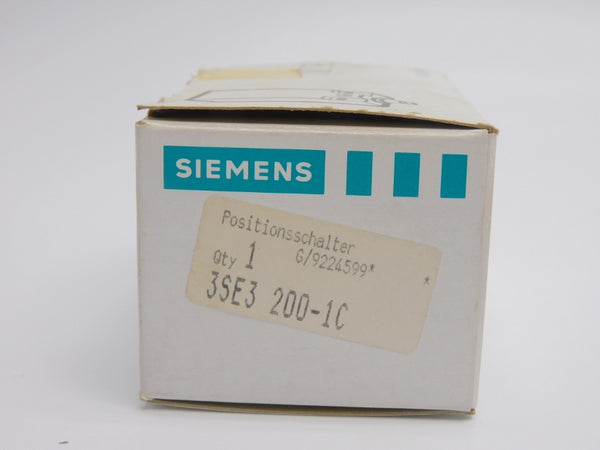 SIEMENS
Positionsschalter
Qty 1 G/9224599* *
3SE3 200-1C